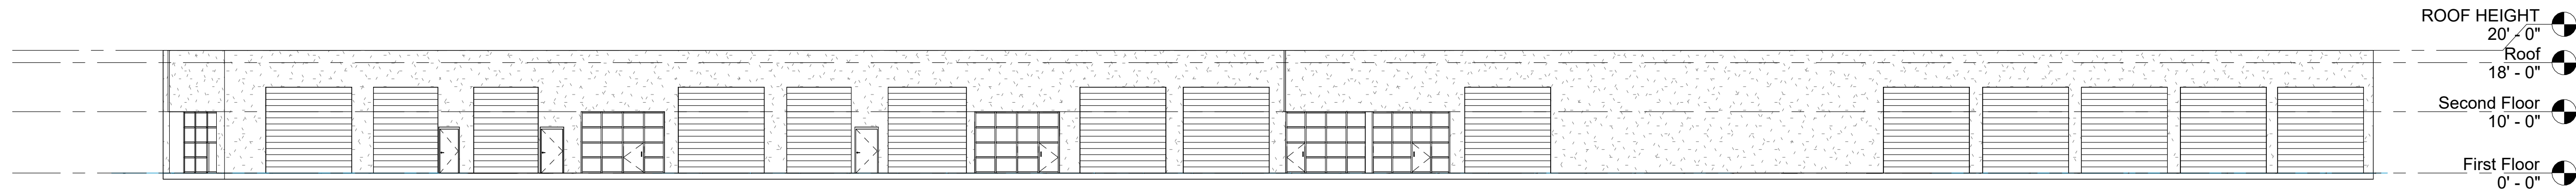 ROOF HEIGHT
20' - 0"
Roof
18' - 0"
Second Floor
10' - 0"
First Floor
0' - 0"